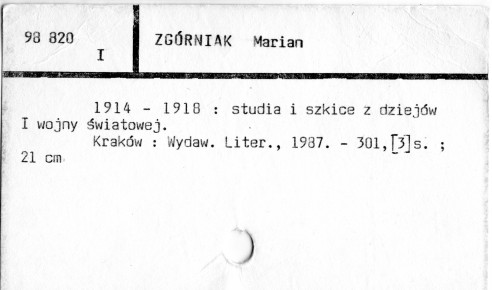 98 820 ZGÓRNIAK Marian
I
1914 - 1918 : studia i szkice z dziejów
I wojny światowej.
Kraków : Wydaw. Liter., 1987. - 301,[3]s. ;
21 cm